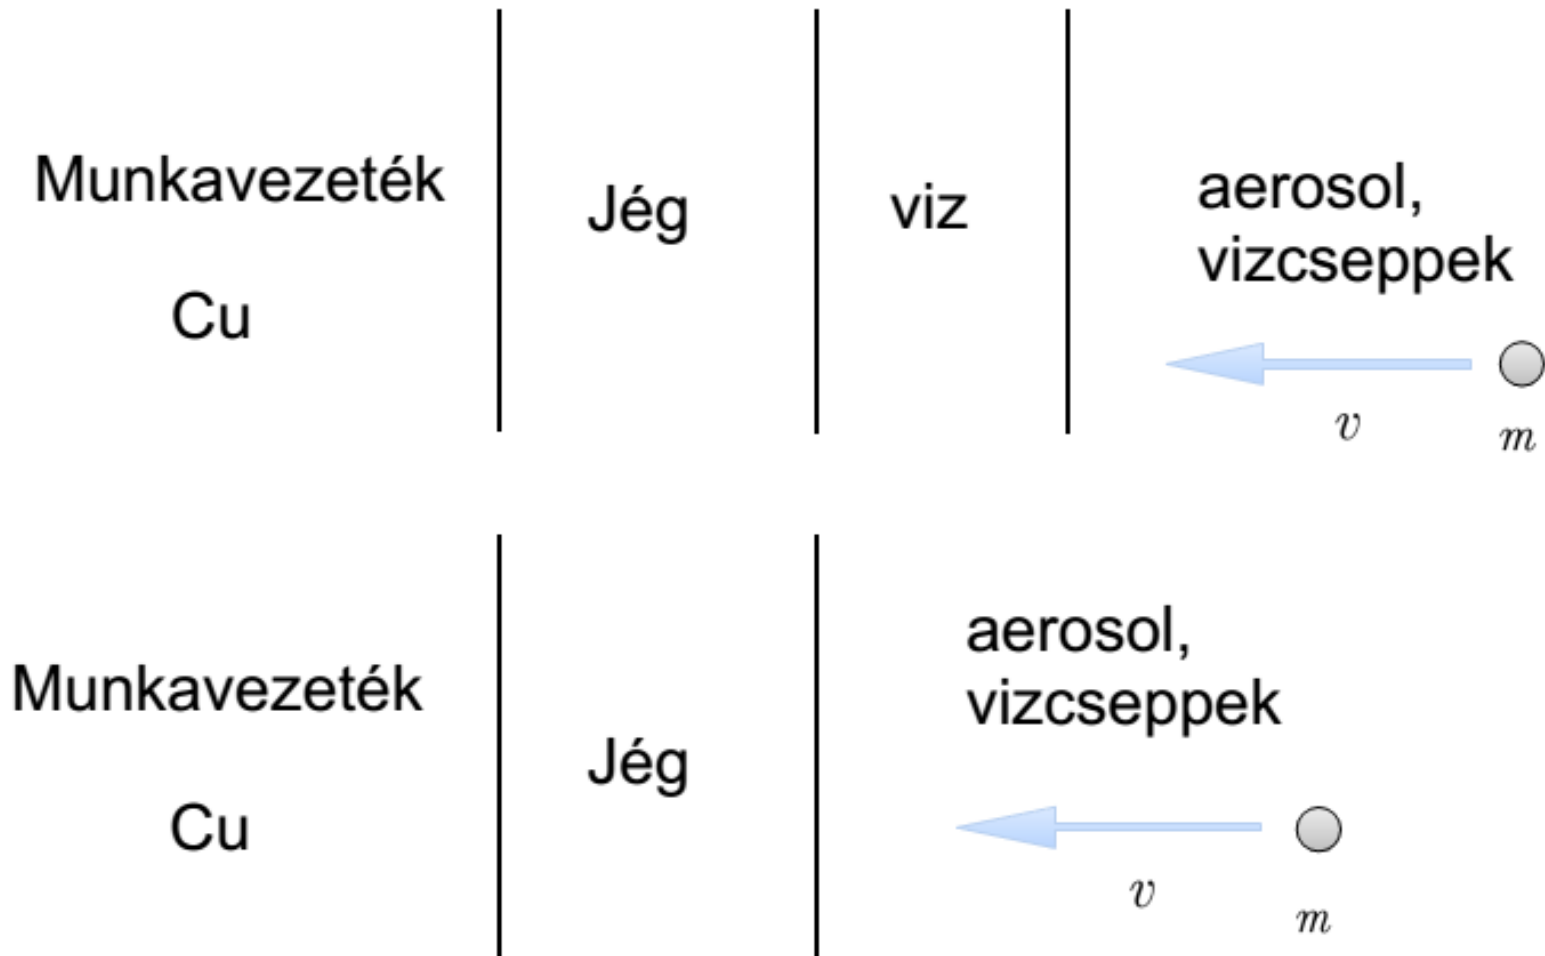 Munkavezeték
Cu
Jég
viz
aerosol,
vizcseppek
v
m
Munkavezeték
Cu
Jég
aerosol,
vizcseppek
v
m